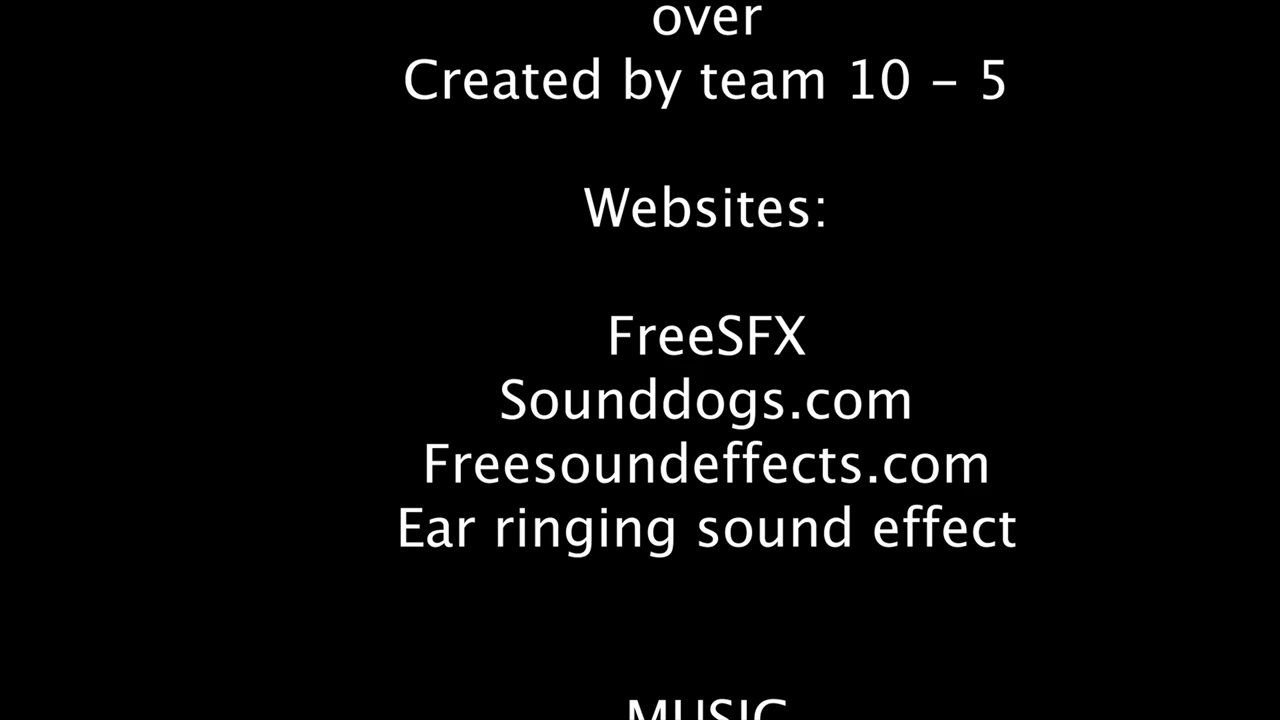 over
Created by team 10 - 5
Websites:
FreeSFX
Sounddogs.com
Freesoundeffects.com
Ear ringing sound effect
MUSIC